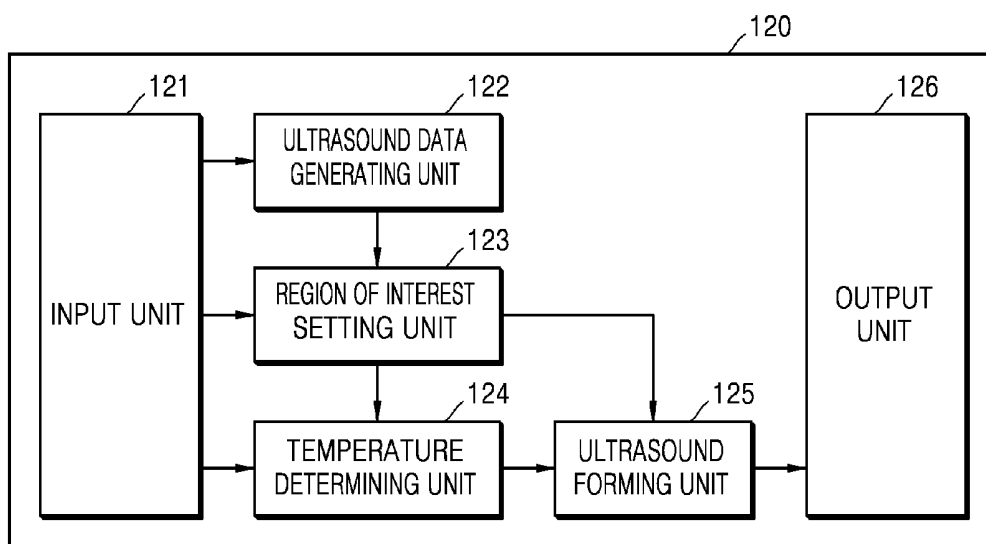 120
121
INPUT UNIT
122
ULTRASOUND DATA
GENERATING UNIT
123
REGION OF INTEREST
SETTING UNIT
124
TEMPERATURE
DETERMINING UNIT
125
ULTRASOUND
FORMING UNIT
126
OUTPUT
UNIT